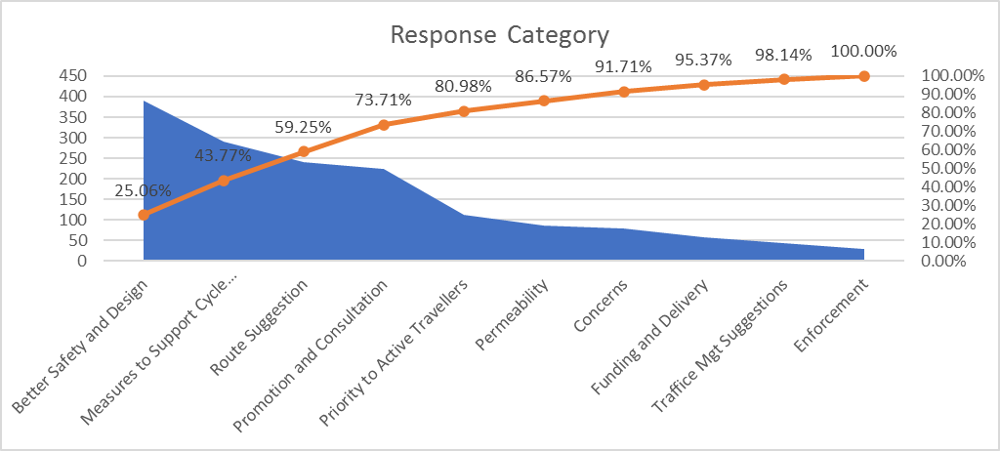 Response Category
25.06%
43.77%
59.25%
73.71%
80.98%
86.57%
91.71%
95.37%
98.14%
100.00%
450
400
350
300
250
200
150
100
50
0
100.00%
90.00%
80.00%
70.00%
60.00%
50.00%
40.00%
30.00%
20.00%
10.00%
0.00%
Better Safety and Design
Measures to Support Cycle...
Route Suggestion
Promotion and Consultation
Priority to Active Travellers
Permeability
Concerns
Funding and Delivery
Traffice Mgt Suggestions
Enforcement